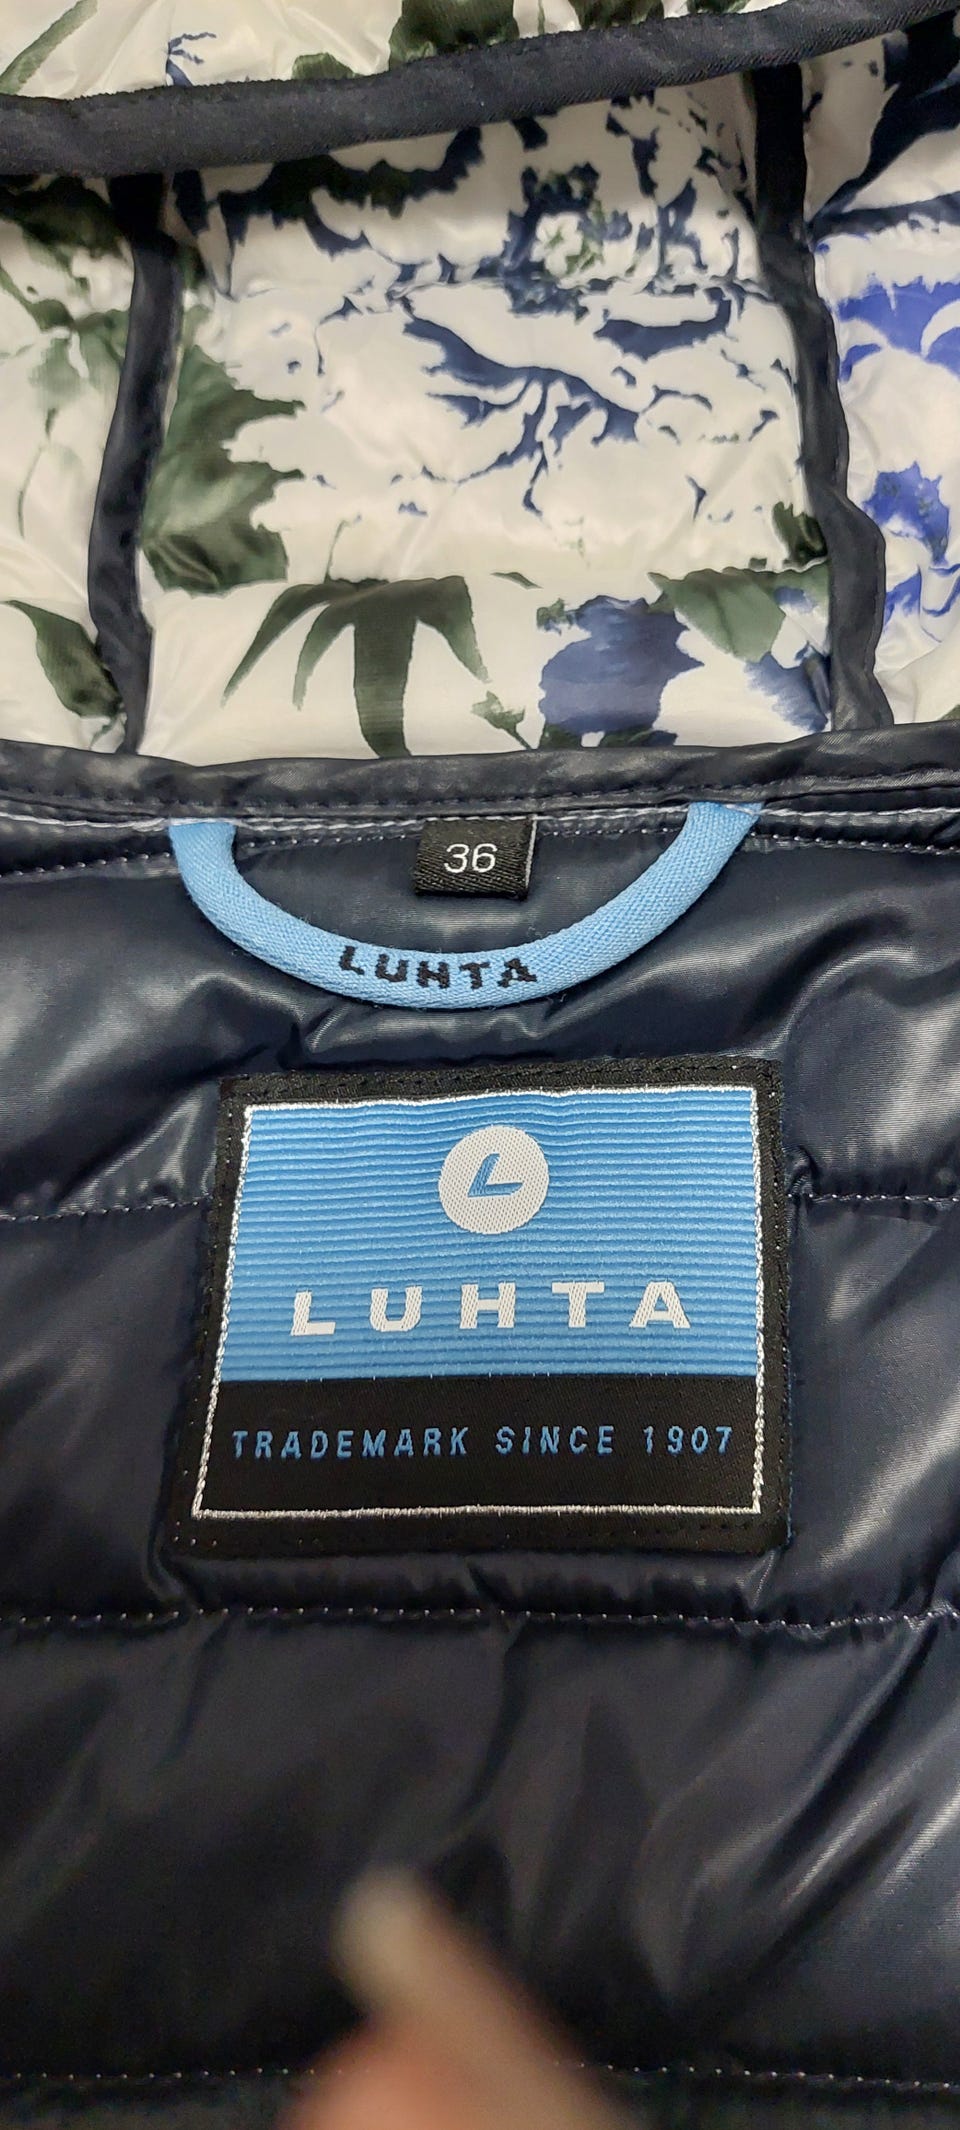 36
LUHTA
L
LUHTA
TRADEMARK SINCE 1907